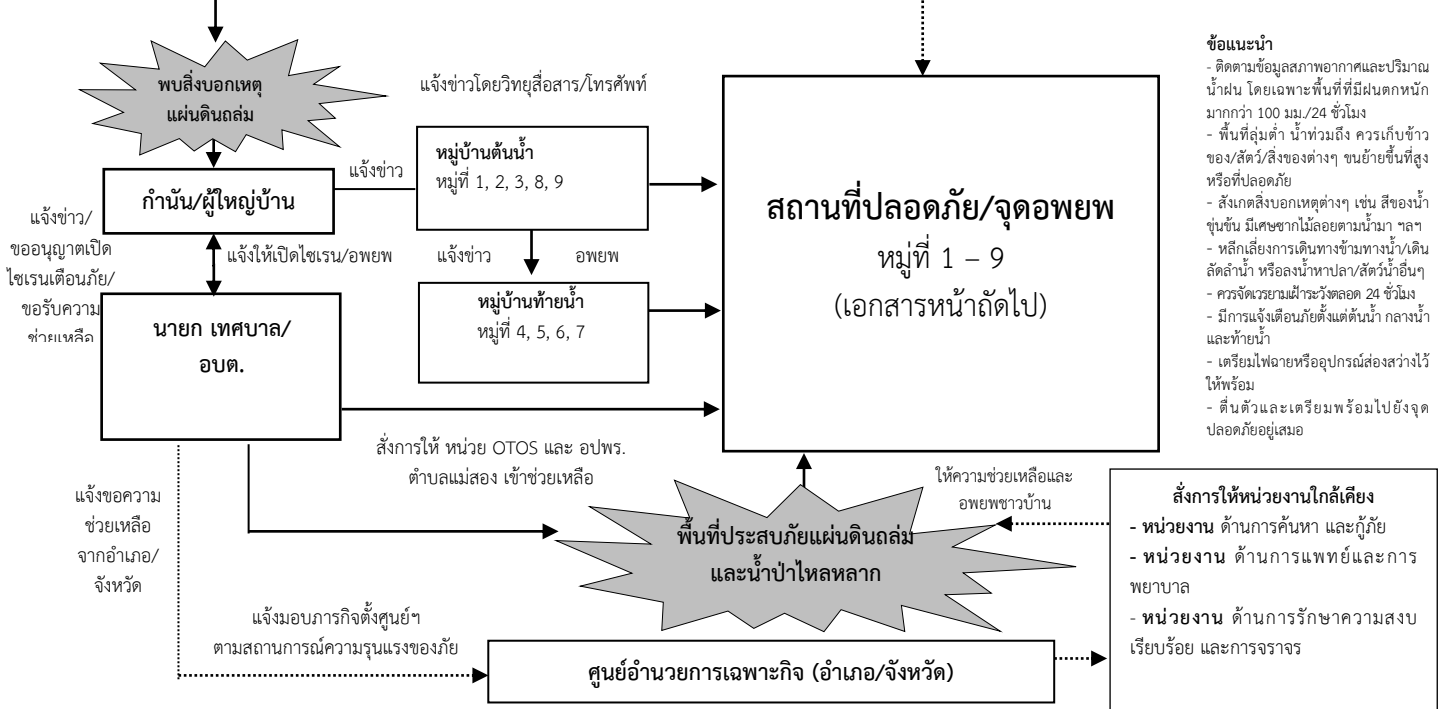 พบสิ่งบอกเหตุ
แผ่นดินถล่ม
แจ้งข่าวโดยวิทยุสื่อสาร/โทรศัพท์
กำนัน/ผู้ใหญ่บ้าน
แจ้งข่าว
หมู่บ้านต้นน้ำ
หมู่ที่ 1, 2, 3, 8, 9
แจ้งข่าว/
ขออนุญาตเปิด
ไซเรนเตือนภัย/
ขอรับความ
ช่วยเหลือ
แจ้งให้เปิดไซเรน/อพยพ
แจ้งข่าว
อพยพ
หมู่บ้านท้ายน้ำ
หมู่ที่ 4, 5, 6, 7
นายก เทศบาล/
อบต.
สถานที่ปลอดภัย/จุดอพยพ
หมู่ที่ 1 – 9
(เอกสารหน้าถัดไป)
ข้อแนะนำ
- ติดตามข้อมูลสภาพอากาศและปริมาณ
น้ำฝน โดยเฉพาะพื้นที่ที่มีฝนตกหนัก
มากกว่า 100 มม./24 ชั่วโมง
- พื้นที่ลุ่มต่ำ น้ำท่วมถึง ควรเก็บข้าว
ของ/สัตว์/สิ่งของต่างๆ ขนย้ายขึ้นที่สูง
หรือที่ปลอดภัย
- สังเกตสิ่งบอกเหตุต่างๆ เช่น สีของน้ำ
ขุ่นข้น มีเศษซากไม้ลอยตามน้ำมา ฯลฯ
- หลีกเลี่ยงการเดินทางข้ามทางน้ำ/เดิน
ลัดลำน้ำ หรือลงน้ำหาปลา/สัตว์น้ำอื่นๆ
- ควรจัดเวรยามเฝ้าระวังตลอด 24 ชั่วโมง
- มีการแจ้งเตือนภัยตั้งแต่ต้นน้ำ กลางน้ำ
และท้ายน้ำ
- เตรียมไฟฉายหรืออุปกรณ์ส่องสว่างไว้
ให้พร้อม
- ตื่นตัวและเตรียมพร้อมไปยังจุด
ปลอดภัยอยู่เสมอ
สั่งการให้ หน่วย OTOS และ อปพร.
ตำบลแม่สอง เข้าช่วยเหลือ
แจ้งขอความ
ช่วยเหลือ
จากอำเภอ/
จังหวัด
พื้นที่ประสบภัยแผ่นดินถล่ม
และน้ำป่าไหลหลาก
ให้ความช่วยเหลือและ
อพยพชาวบ้าน
สั่งการให้หน่วยงานใกล้เคียง
- หน่วยงาน ด้านการค้นหา และกู้ภัย
- หน่วยงาน ด้านการแพทย์และการ
พยาบาล
- หน่วยงาน ด้านการรักษาความสงบ
เรียบร้อย และการจราจร
แจ้งมอบภารกิจตั้งศูนย์ฯ
ตามสถานการณ์ความรุนแรงของภัย
ศูนย์อำนวยการเฉพาะกิจ (อำเภอ/จังหวัด)